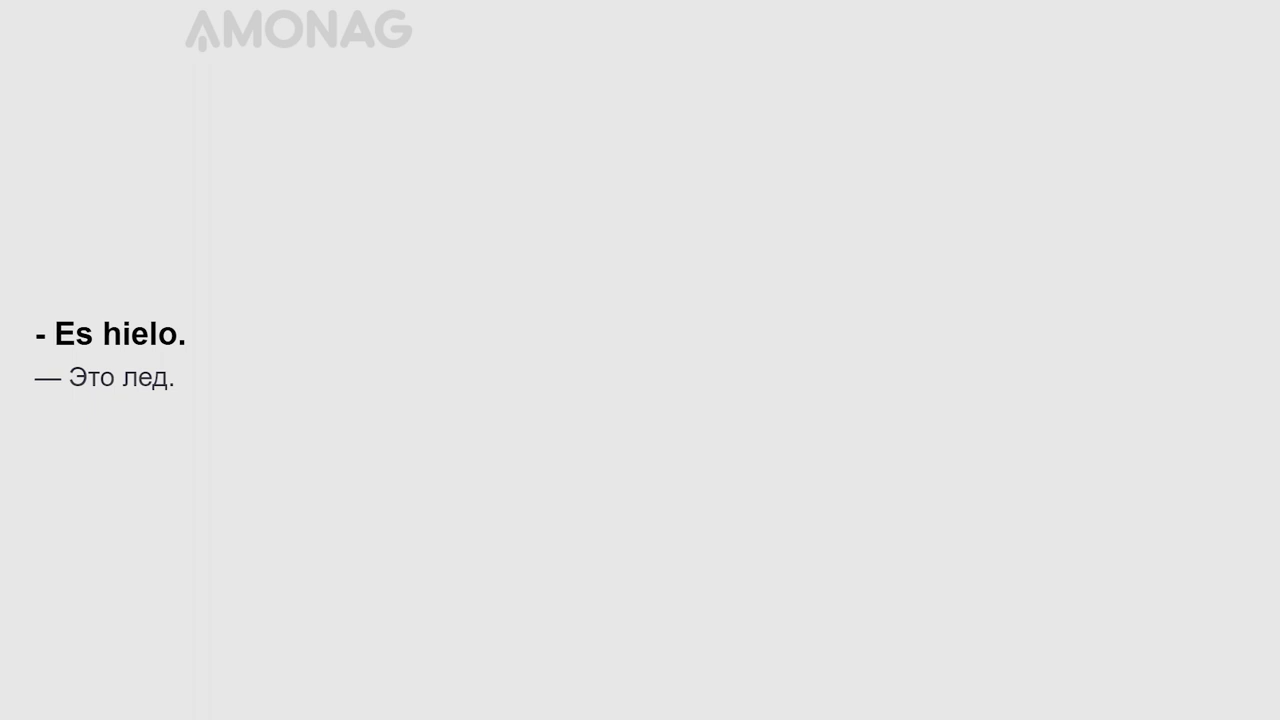 AMONAG
- Es hielo.
— Это лед.